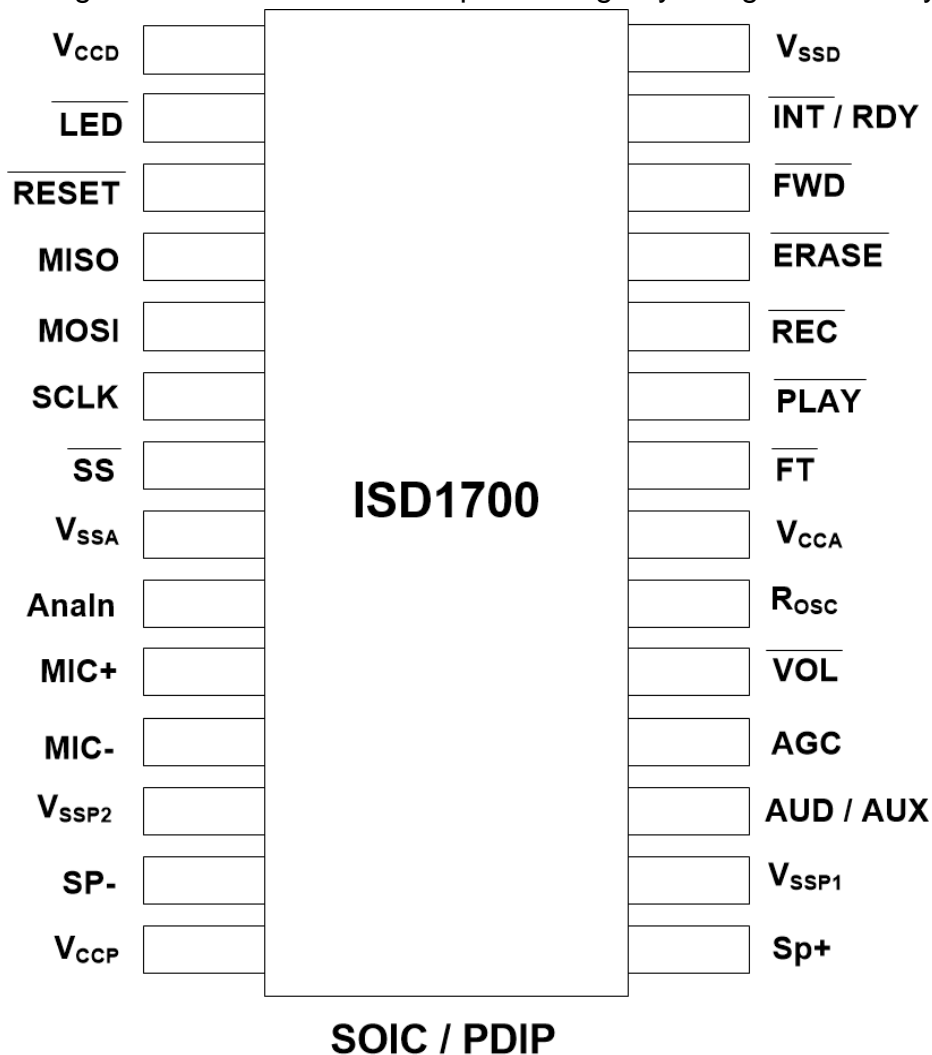 VCCD
LED
RESET
MISO
MOSI
SCLK
SS
VSSA
AnaIn
MIC+
MIC-
VSSP2
SP-
VCCP
ISD1700
VSSD
INT / RDY
FWD
ERASE
REC
PLAY
FT
VCCA
ROSC
VOL
AGC
AUD / AUX
VSSP1
Sp+
SOIC / PDIP